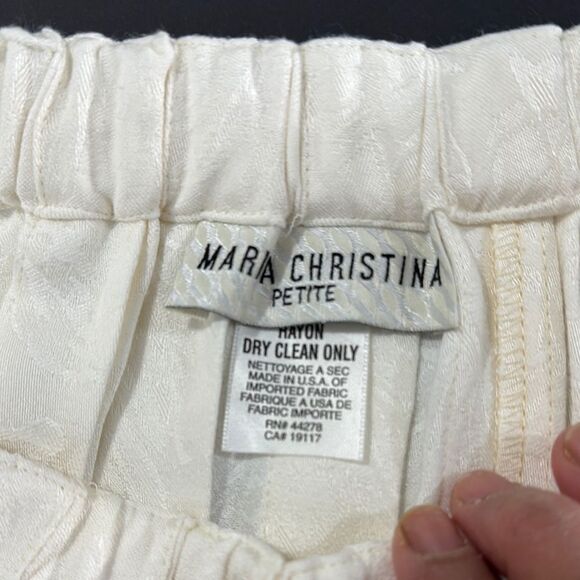 MARIA CHRISTINA
PETITE
RAYON
DRY CLEAN ONLY
NETTOYAGE A SEC
MADE IN U.S.A. OF
IMPORTED FABRIC
FABRIQUE A USA DE
FABRIC IMPORTE
RN# 44278
CA# 19117